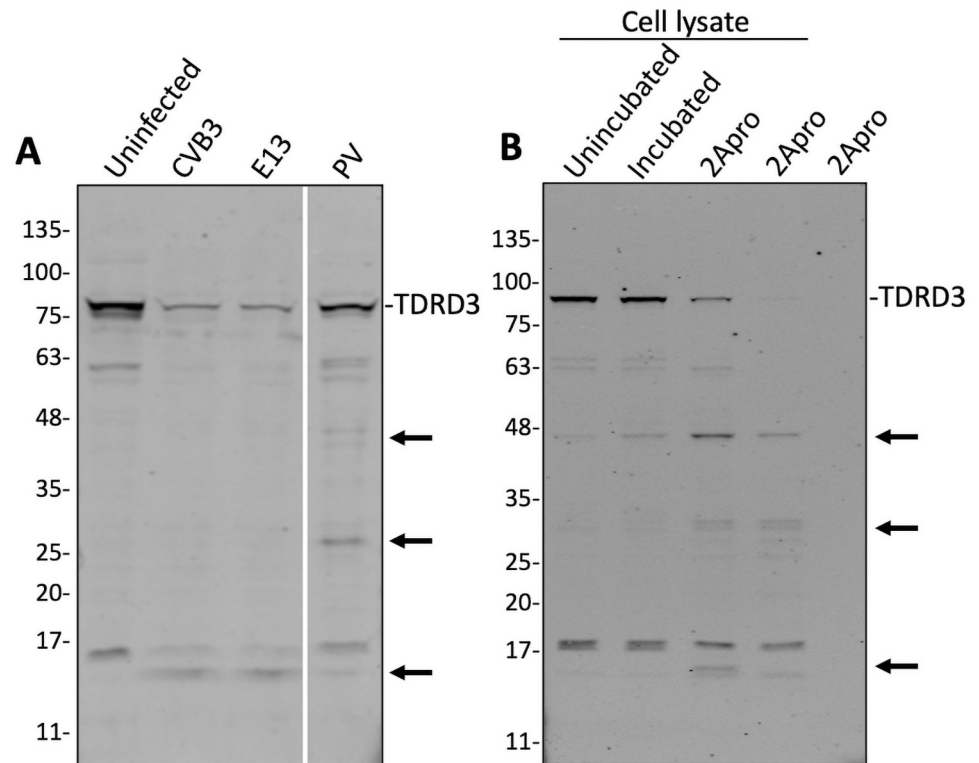 A
Uninfected
CVB3
E13
PV
135-
100-
75-
63-
48-
35-
25-
20-
17-
11-
-TDRD3
B
Cell lysate
Unincubated
Incubated
2Apro
2Apro
2Apro
135-
100-
75-
63-
48-
35-
25-
20-
17-
11-
-TDRD3